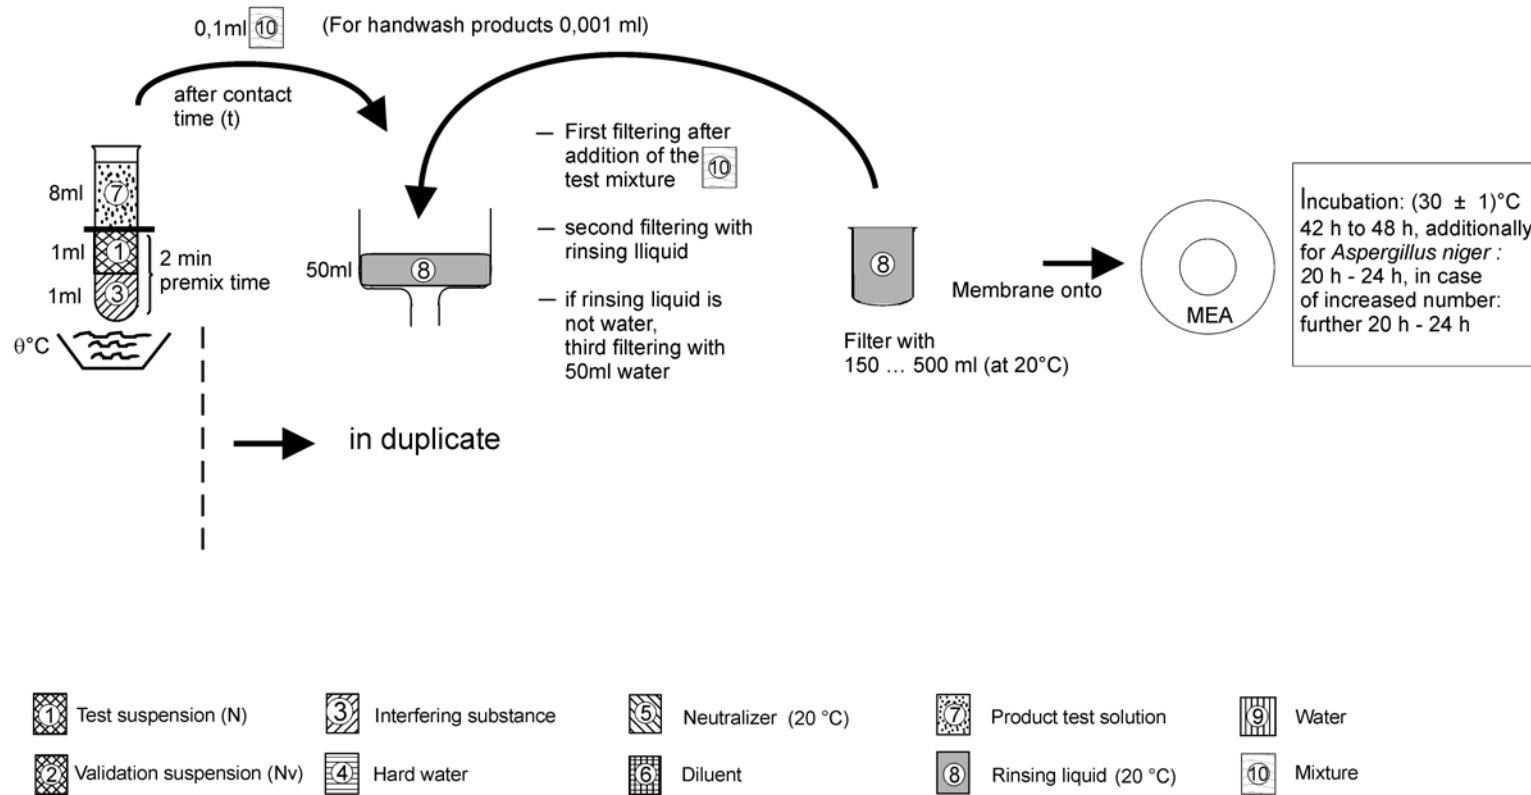 0,1ml 10 (For handwash products 0,001 ml)
after contact
time (t)
8ml 7
1ml 1
1ml 3
2 min
premix time
θ°C
50ml 8
— First filtering after
addition of the
test mixture 10
— second filtering with
rinsing Lliquid
— if rinsing liquid is
not water,
third filtering with
50ml water
8
Filter with
150 ... 500 ml (at 20°C)
Membrane onto
MEA
Incubation: (30 ± 1)°C
42 h to 48 h, additionally
for Aspergillus niger :
20 h - 24 h, in case
of increased number:
further 20 h - 24 h
in duplicate
1 Test suspension (N)
3 Interfering substance
5 Neutralizer (20 °C)
7 Product test solution
9 Water
2 Validation suspension (Nv)
4 Hard water
6 Diluent
8 Rinsing liquid (20 °C)
10 Mixture